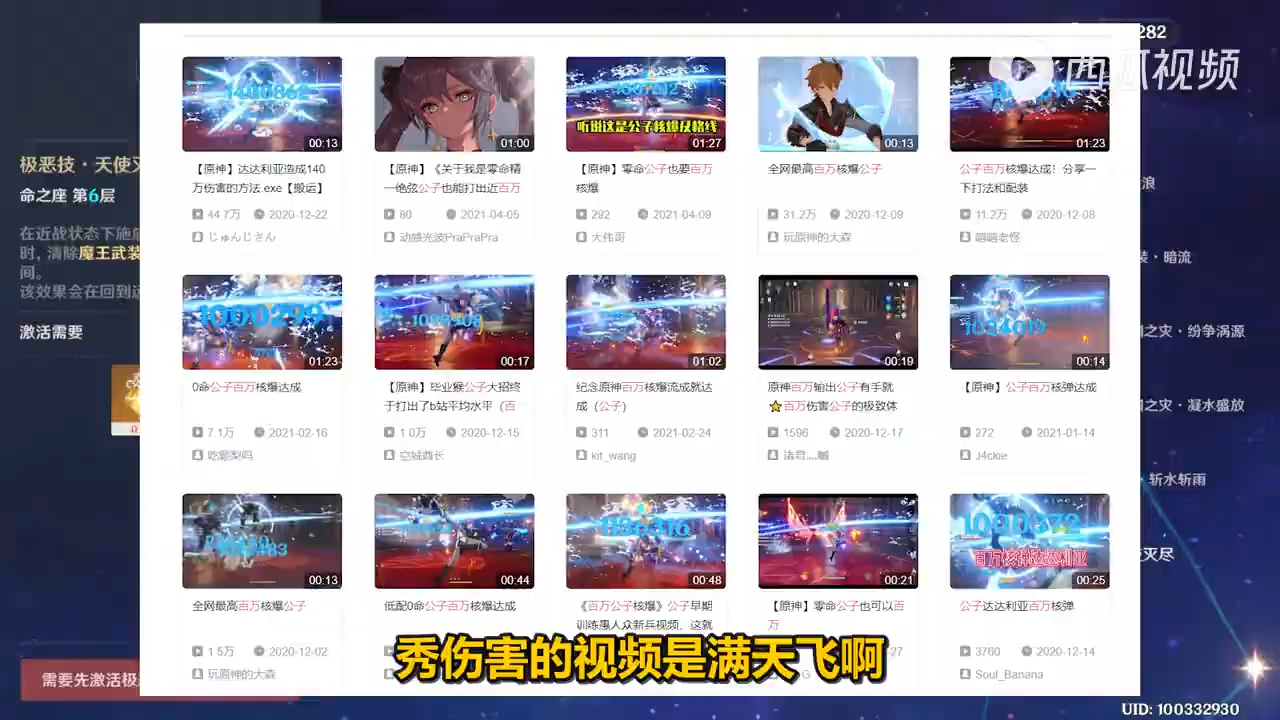 282
西瓜视频
极恶技·天使
命之座 第6层
在近战状态下施
时，清除魔王武装
间。
该效果会在回到
激活需要
需要先激活极
00:13
01:00
听说这是公子核爆及格线
01:27
00:13
01:23
【原神】达达利亚造成140
万伤害的方法.exe【搬运】
44.7万 2020-12-22
じゅんじさん
【原神】《关于我是零命精
一绝弦公子也能打出近百万
80 2021-04-05
动感光波PraPraPra
【原神】零命公子也要百万
核爆
292 2021-04-09
大伟哥
全网最高百万核爆公子
31.2万 2020-12-09
玩原神的大森
公子百万核爆达成！分享一
下打法和配装
11.2万 2020-12-08
嘻嘻老怪
1000299
01:23
00:17
01:02
00:19
1024019
00:14
0命公子百万核爆达成
7.1万 2021-02-16
吃颗梨吗
【原神】毕业猴公子大招终
于打出了b站平均水平（百
1.0万 2020-12-15
空城酋长
纪念原神百万核爆流成就达
成（公子）
311 2021-02-24
kit_wang
原神百万输出公子有手就
百万伤害公子的极致体
1596 2020-12-17
【原神】公子百万核弹达成
272 2021-01-14
J4ckie
00:13
00:44
1136316
00:48
00:21
百万核弹达达利亚
00:25
全网最高百万核爆公子
1.5万 2020-12-02
玩原神的大森
低配0命公子百万核爆达成
《百万公子核爆》公子早期
训练愚人众新兵视频，这就
【原神】零命公子也可以百
万
27
公子达达利亚百万核弹
3760 2020-12-14
Soul_Banana
浪
装·暗流
之灾·纷争涡源
之灾·凝水盛放
斩水斩雨
灭尽
秀伤害的视频是满天飞啊
UID: 100332930